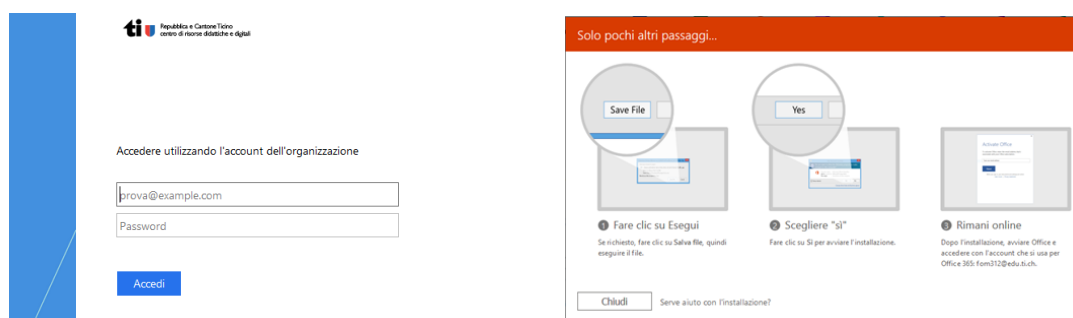 ti
Repubblica e Cantone Ticino
centro di risorse didattiche e digitali
Accedere utilizzando l'account dell'organizzazione
prova@example.com
Password
Accedi
Solo pochi altri passaggi...
Save File
Yes
Activate Office
1 Fare clic su Esegui
Se richiesto, fare clic su Salva file, quindi
eseguire il file.
2 Scegliere "sì"
Fare clic su Sì per avviare l'installazione.
3 Rimani online
Dopo l'installazione, avviare Office e
accedere con l'account che si usa per
Office 365: fom312@edu.ti.ch.
Chiudi
Serve aiuto con l'installazione?